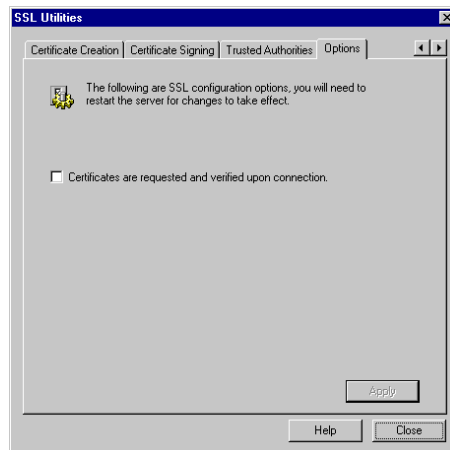 SSL Utilities
Certificate Creation
Certificate Signing
Trusted Authorities
Options
The following are SSL configuration options, you will need to
restart the server for changes to take effect.
Certificates are requested and verified upon connection.
Apply
Help
Close